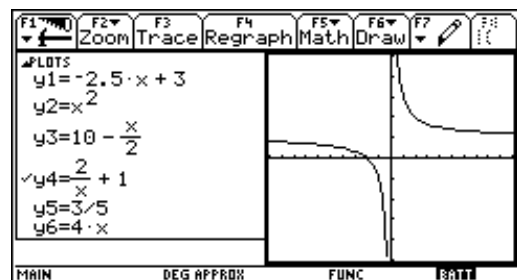 F1 F2 F3 F4 F5 F6 F7
Zoom Trace Regraph Math Draw
PLOTS
y1=-2.5·x + 3
y2=x²
y3=10 - x/2
✓y4=2/x + 1
y5=3/5
y6=4·x
MAIN DEG APPROX FUNC BATT